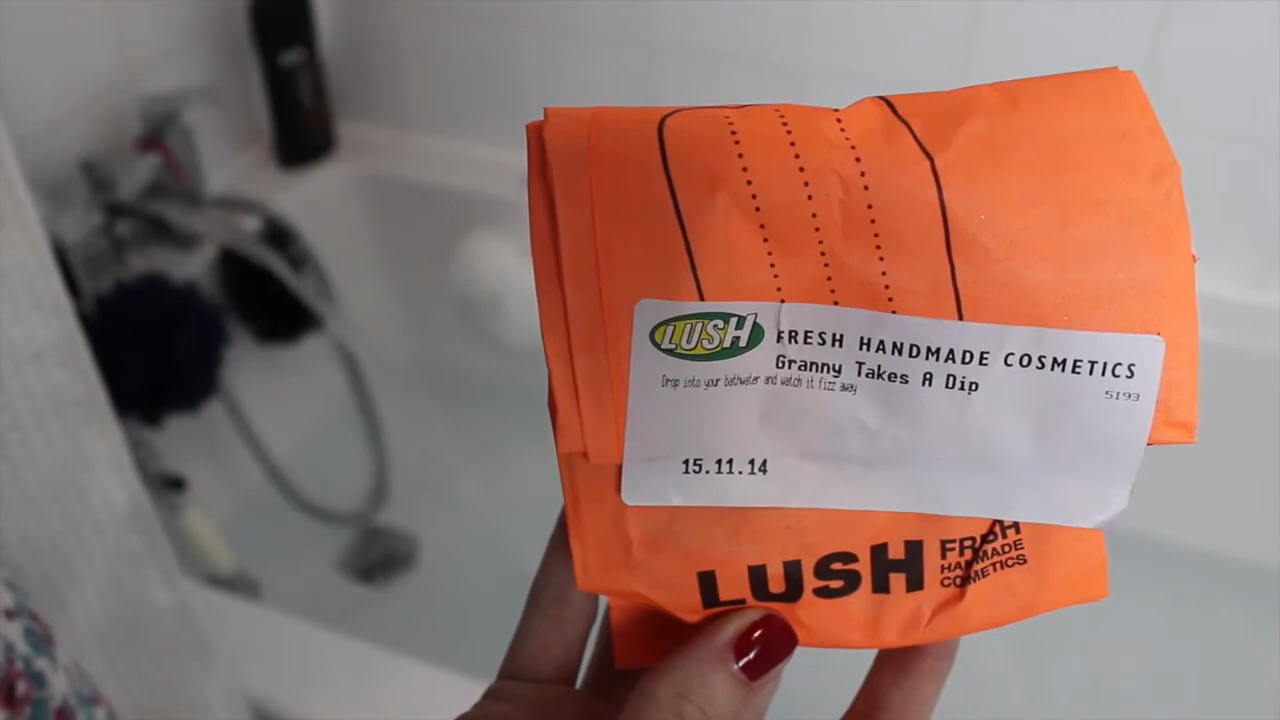 LUSH FRESH HANDMADE COSMETICS
Granny Takes A Dip
Drop into your bathwater and watch it fizz away
5193
15.11.14
LUSH FRESH
HANDMADE
COSMETICS